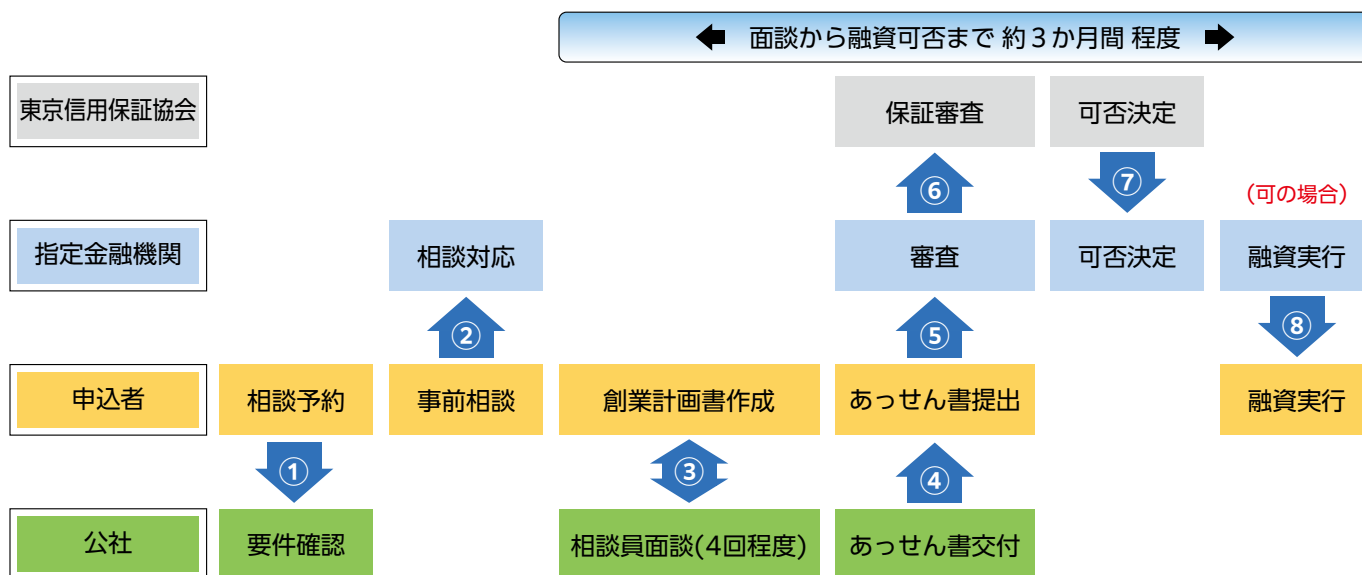 面談から融資可否まで 約３か月間 程度
東京信用保証協会
保証審査
可否決定
⑥
⑦
(可の場合)
指定金融機関
相談対応
審査
可否決定
融資実行
②
⑤
⑧
申込者
相談予約
事前相談
創業計画書作成
あっせん書提出
融資実行
①
③
④
公社
要件確認
相談員面談(4回程度)
あっせん書交付